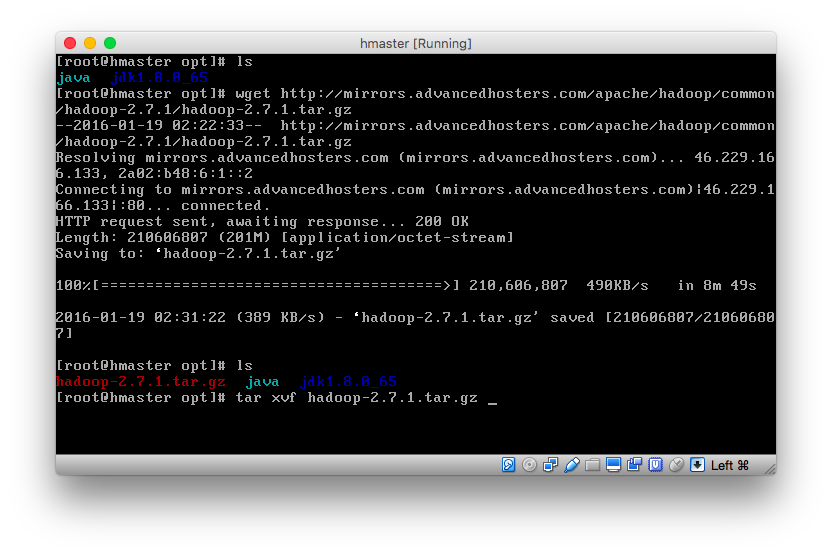 hmaster [Running]
[root@hmaster opt]# ls
java  jdk1.8.0_65
[root@hmaster opt]# wget http://mirrors.advancedhosters.com/apache/hadoop/common
/hadoop-2.7.1/hadoop-2.7.1.tar.gz
--2016-01-19 02:22:33--  http://mirrors.advancedhosters.com/apache/hadoop/common
/hadoop-2.7.1/hadoop-2.7.1.tar.gz
Resolving mirrors.advancedhosters.com (mirrors.advancedhosters.com)... 46.229.16
6.133, 2a02:b48:6:1::2
Connecting to mirrors.advancedhosters.com (mirrors.advancedhosters.com)|46.229.1
66.133|:80... connected.
HTTP request sent, awaiting response... 200 OK
Length: 210606807 (201M) [application/octet-stream]
Saving to: ‘hadoop-2.7.1.tar.gz’
100%[======================================>] 210,606,807  490KB/s   in 8m 49s
2016-01-19 02:31:22 (389 KB/s) - ‘hadoop-2.7.1.tar.gz’ saved [210606807/21060680
7]
[root@hmaster opt]# ls
hadoop-2.7.1.tar.gz  java  jdk1.8.0_65
[root@hmaster opt]# tar xvf hadoop-2.7.1.tar.gz _
Left ⌘